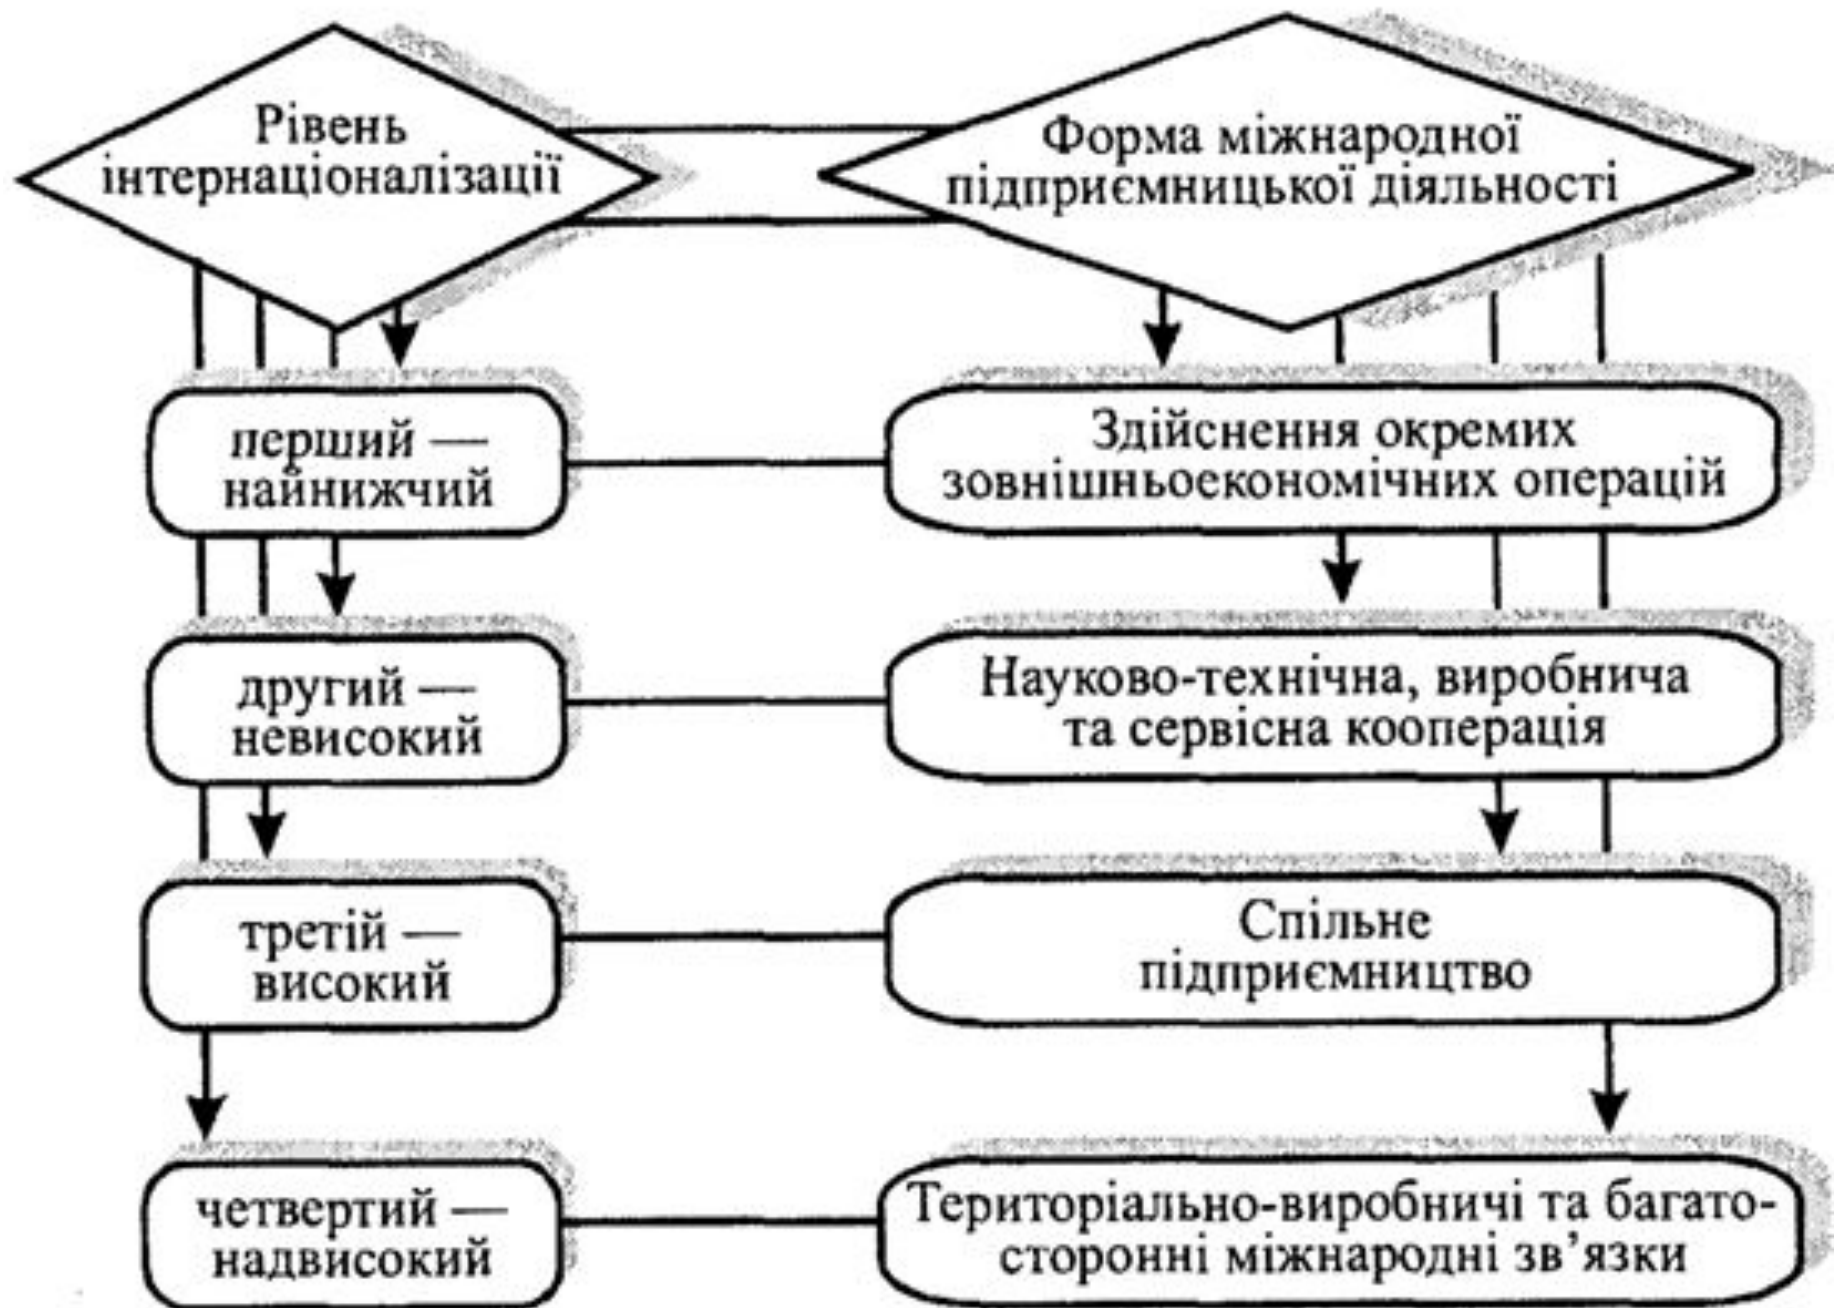 Рівень
інтернаціоналізації
Форма міжнародної
підприємницької діяльності
перший —
найнижчий
Здійснення окремих
зовнішньоекономічних операцій
другий —
невисокий
Науково-технічна, виробнича
та сервісна кооперація
третій —
високий
Спільне
підприємництво
четвертий —
надвисокий
Територіально-виробничі та багато-
сторонні міжнародні зв’язки